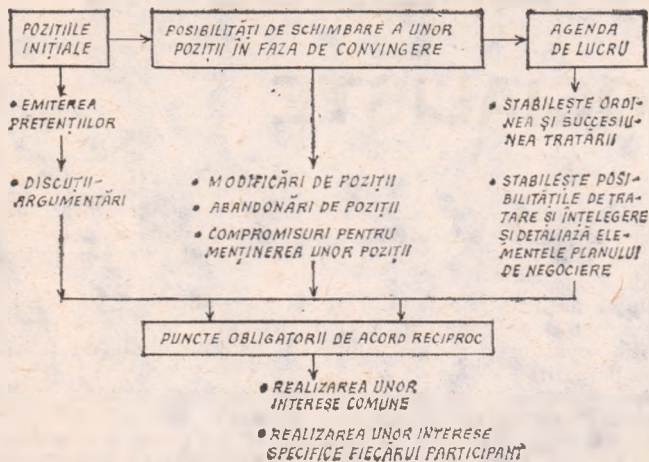 POZIȚIILE
INIȚIALE
POSIBILITĂȚI DE SCHIMBARE A UNOR
POZIȚII ÎN FAZA DE CONVINGERE
AGENDA
DE LUCRU
• EMITEREA
PRETENȚIILOR
• DISCUȚII-
ARGUMENTĂRI
• MODIFICĂRI DE POZIȚII
• ABANDONĂRI DE POZIȚII
• COMPROMISURI PENTRU
MENȚINEREA UNOR POZIȚII
• STABILEȘTE ORDI-
NEA ȘI SUCCESIU-
NEA TRATĂRII
• STABILEȘTE POSI-
BILITĂȚILE DE TRA-
TARE ȘI ÎNȚELEGERE
ȘI DETALIAZĂ ELE-
MENTELE PLANULUI
DE NEGOCIERE
PUNCTE OBLIGATORII DE ACORD RECIPROC
• REALIZAREA UNOR
INTERESE COMUNE
• REALIZAREA UNOR INTERESE
SPECIFICE FIECĂRUI PARTICIPANT